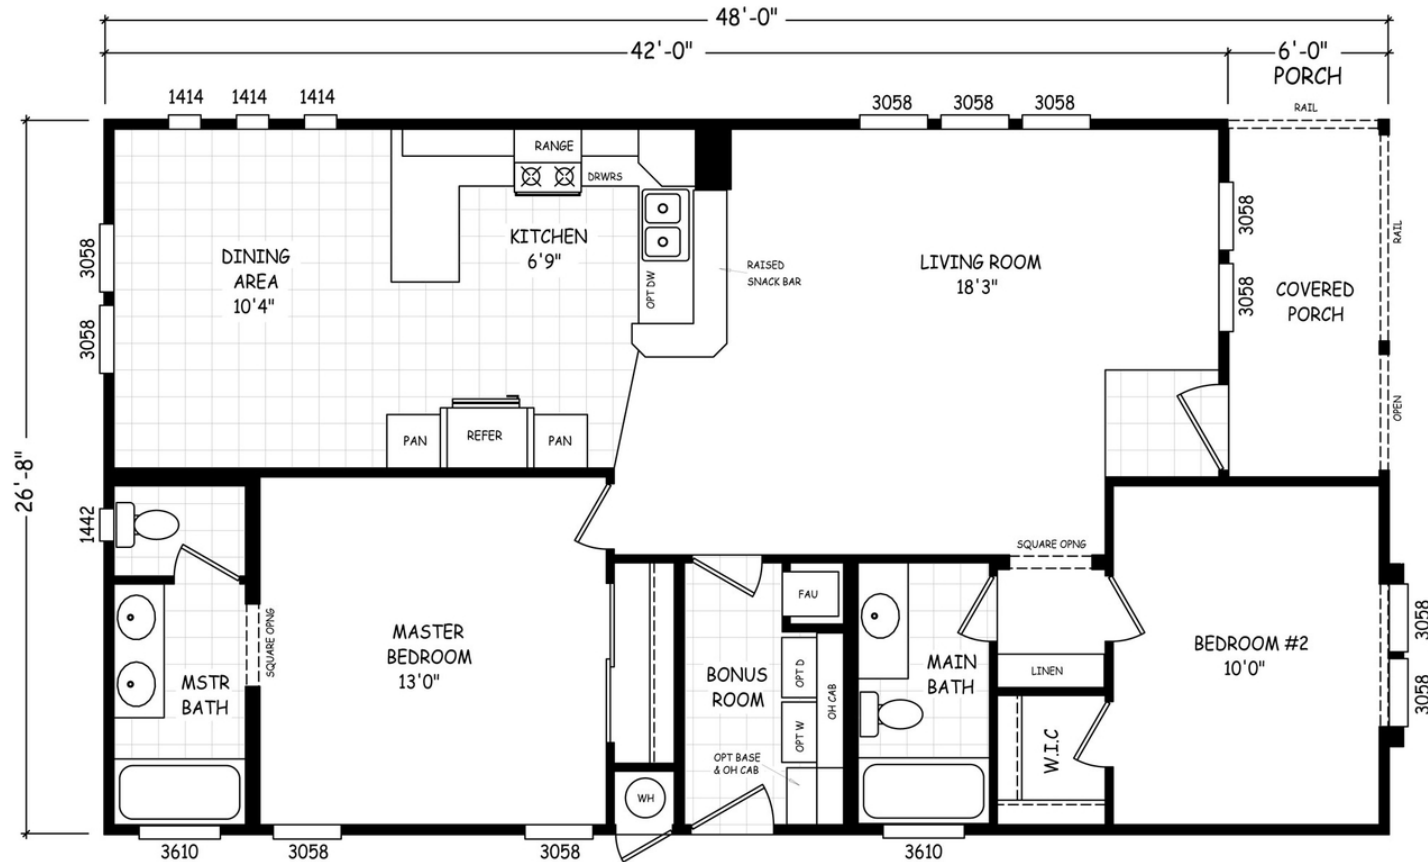 48'-0"
42'-0"
6'-0"
PORCH
1414
1414
1414
3058
3058
3058
RAIL
RANGE
DRWRS
3058
3058
DINING
AREA
10'4"
KITCHEN
6'9"
OPT DW
RAISED
SNACK BAR
LIVING ROOM
18'3"
3058
3058
COVERED
PORCH
RAIL
OPEN
PAN
REFER
PAN
26'-8"
1442
SQUARE OPNG
MSTR
BATH
MASTER
BEDROOM
13'0"
FAU
BONUS
ROOM
OPT D
OPT W
OH CAB
OPT BASE
& OH CAB
WH
MAIN
BATH
SQUARE OPNG
LINEN
W.I.C
BEDROOM #2
10'0"
3058
3058
3610
3058
3058
3610